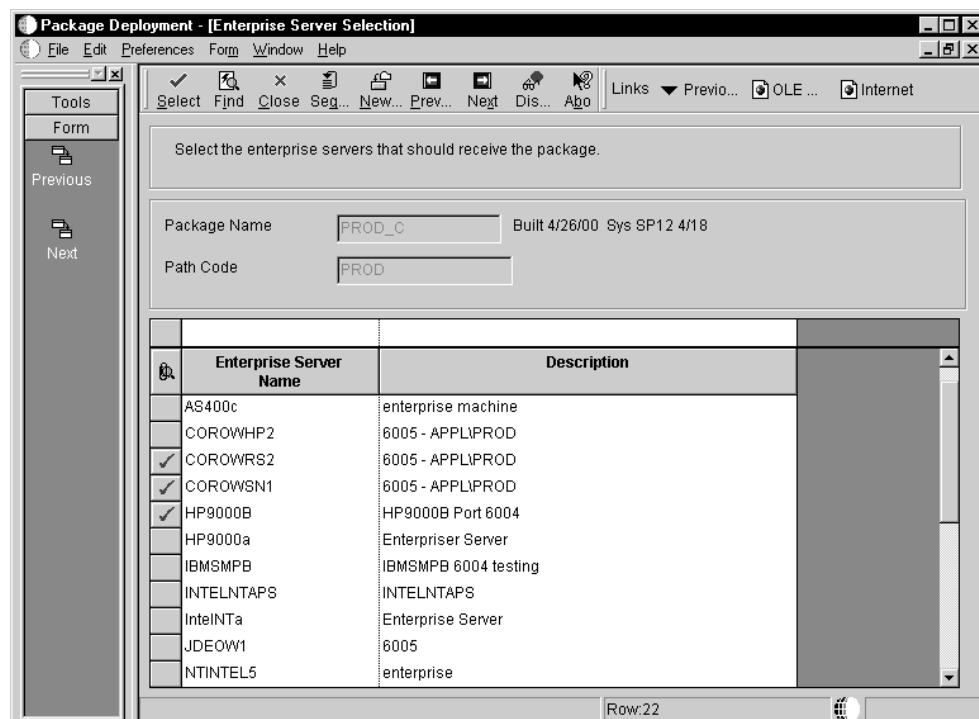 Package Deployment - [Enterprise Server Selection]
File Edit Preferences Form Window Help
Tools
Form
Previous
Next
Select Find Close Seq... New... Prev... Next Dis... Abo Links Previo... OLE ... Internet
Select the enterprise servers that should receive the package.
Package Name PROD_C Built 4/26/00 Sys SP12 4/18
Path Code PROD
Enterprise Server Name Description
AS400c enterprise machine
COROWHP2 6005 - APPL\PROD
COROWRS2 6005 - APPL\PROD
COROWSN1 6005 - APPL\PROD
HP9000B HP9000B Port 6004
HP9000a Enterpriser Server
IBMSMPB IBMSMPB 6004 testing
INTELNTAPS INTELNTAPS
IntelNTa Enterprise Server
JDEOW1 6005
NTINTEL5 enterprise
Row:22